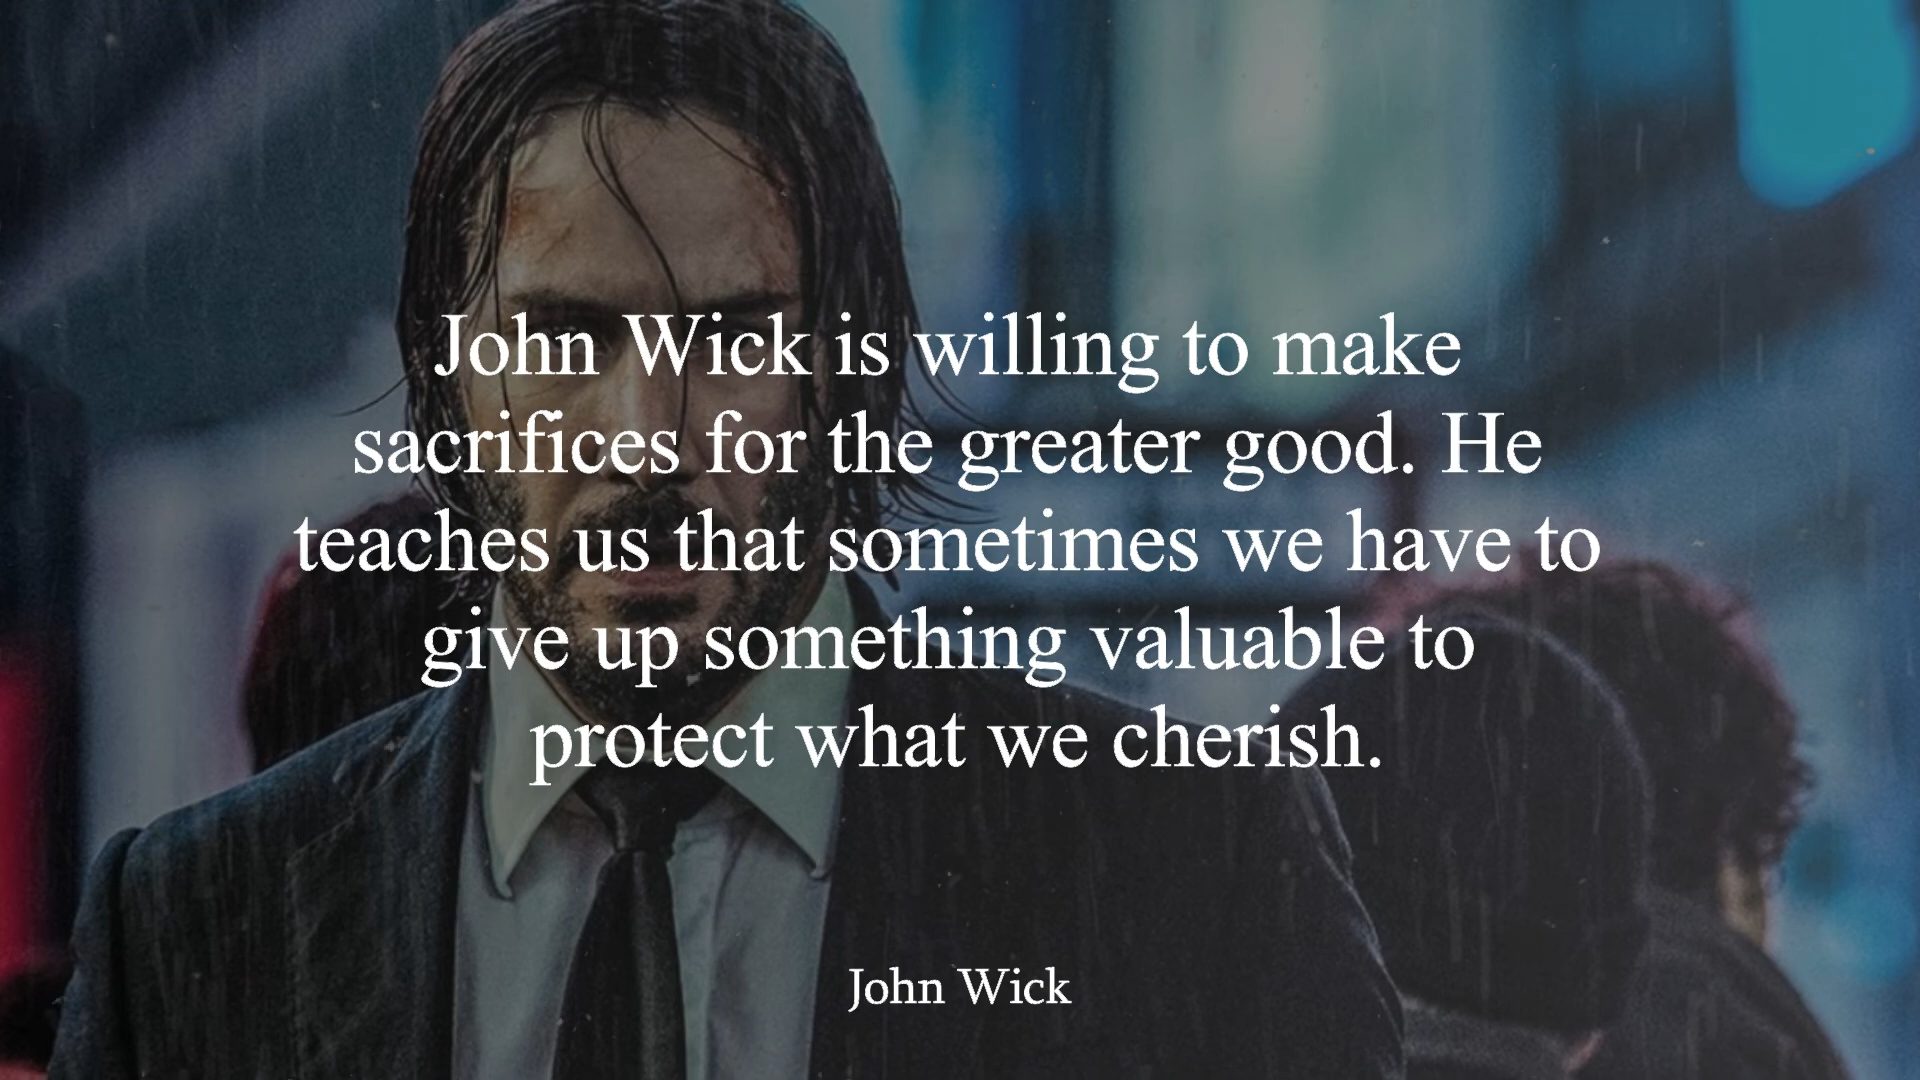 John Wick is willing to make
sacrifices for the greater good. He
teaches us that sometimes we have to
give up something valuable to
protect what we cherish.
John Wick